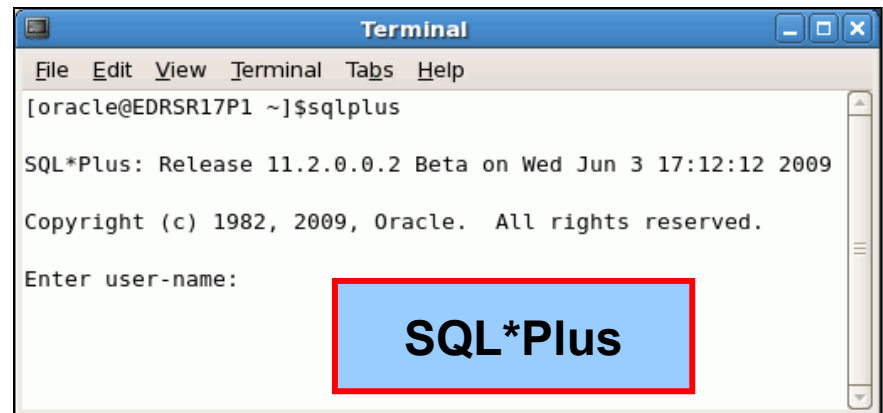 Terminal
File Edit View Terminal Tabs Help
[oracle@EDRSR17P1 ~]$sqlplus
SQL*Plus: Release 11.2.0.0.2 Beta on Wed Jun 3 17:12:12 2009
Copyright (c) 1982, 2009, Oracle.  All rights reserved.
Enter user-name:
SQL*Plus